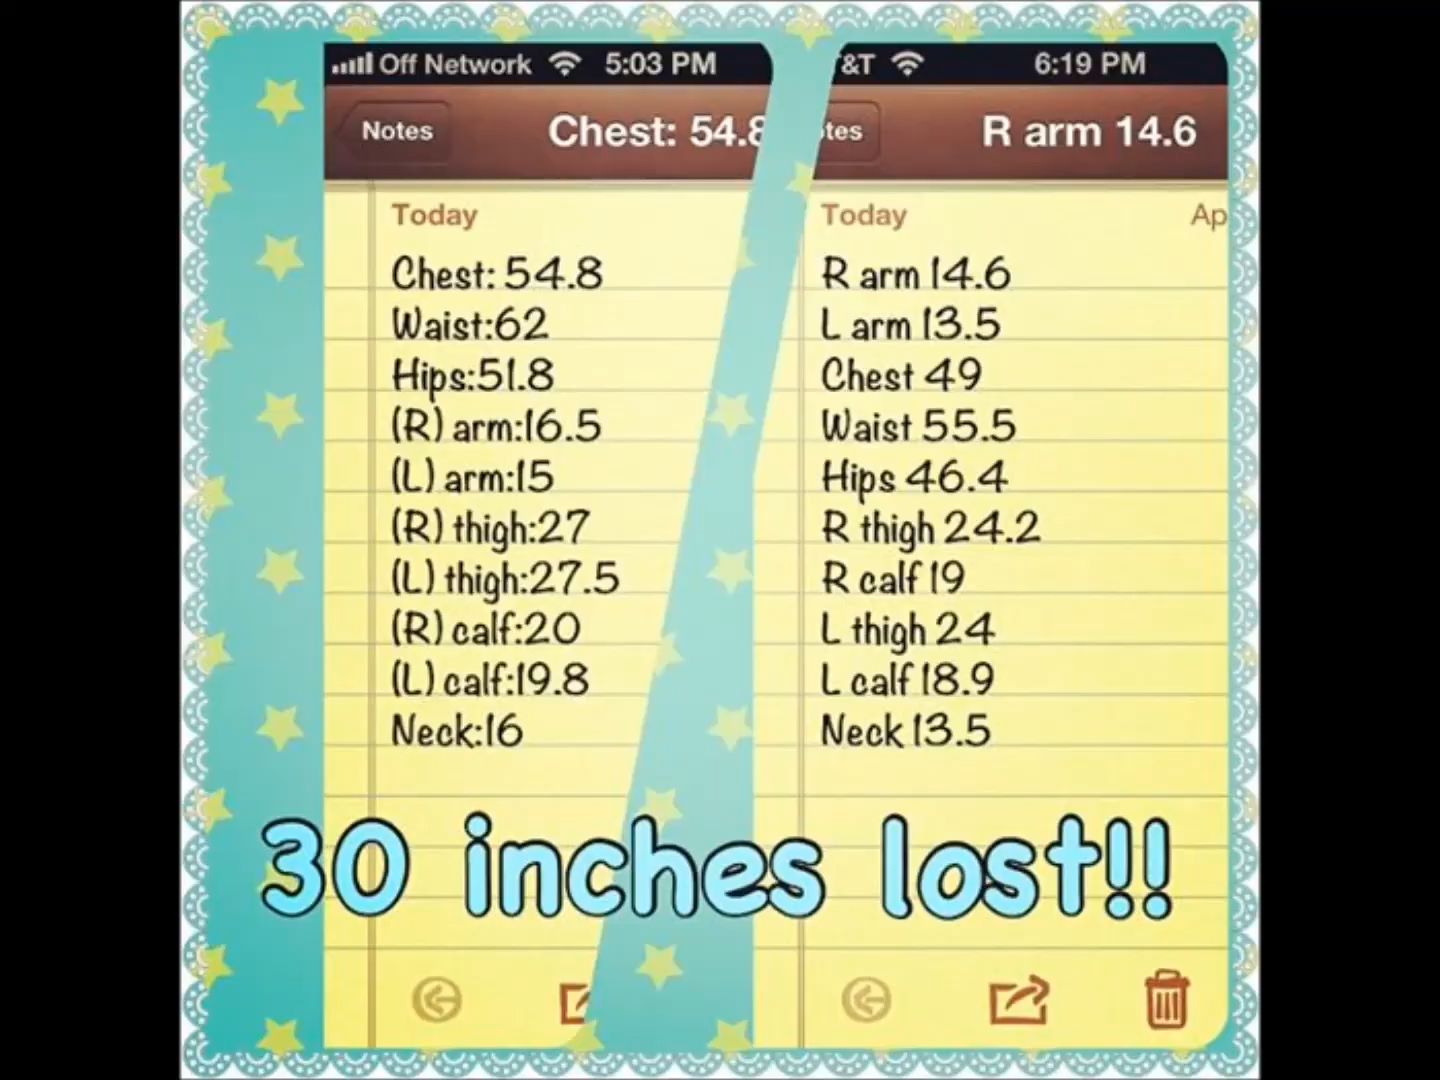 Off Network 5:03 PM
Notes
Chest: 54.8
Today
Chest: 54.8
Waist:62
Hips:51.8
(R) arm:16.5
(L) arm:15
(R) thigh:27
(L) thigh:27.5
(R) calf:20
(L) calf:19.8
Neck:16
T&T 6:19 PM
otes
R arm 14.6
Today Ap
R arm 14.6
L arm 13.5
Chest 49
Waist 55.5
Hips 46.4
R thigh 24.2
R calf 19
L thigh 24
L calf 18.9
Neck 13.5
30 inches lost!!